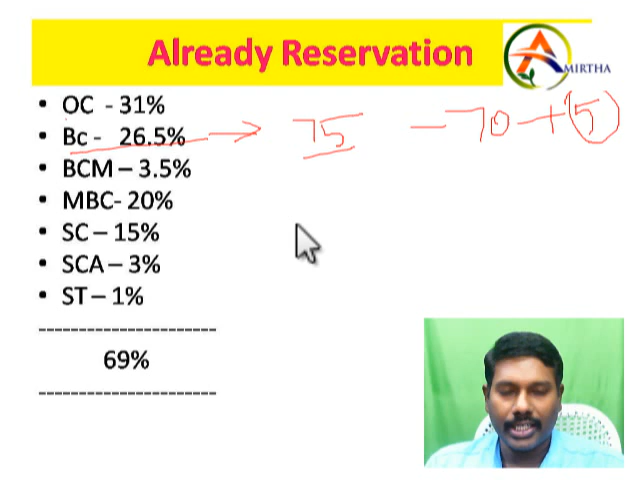 Already Reservation
AMIRTHA
• OC - 31%
• Bc - 26.5% → 75 - 70 + 5
• BCM – 3.5%
• MBC- 20%
• SC – 15%
• SCA – 3%
• ST – 1%
----------------------
69%
----------------------